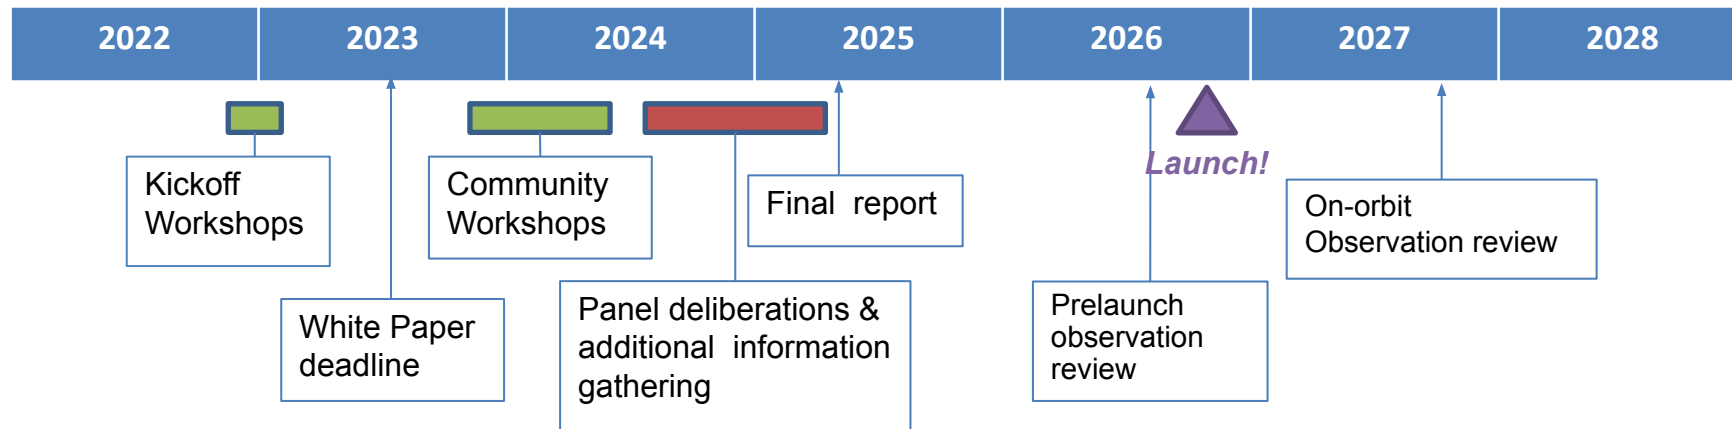 2022 2023 2024 2025 2026 2027 2028
Launch!
Kickoff
Workshops
Community
Workshops
Final report
On-orbit
Observation review
White Paper
deadline
Panel deliberations &
additional information
gathering
Prelaunch
observation
review